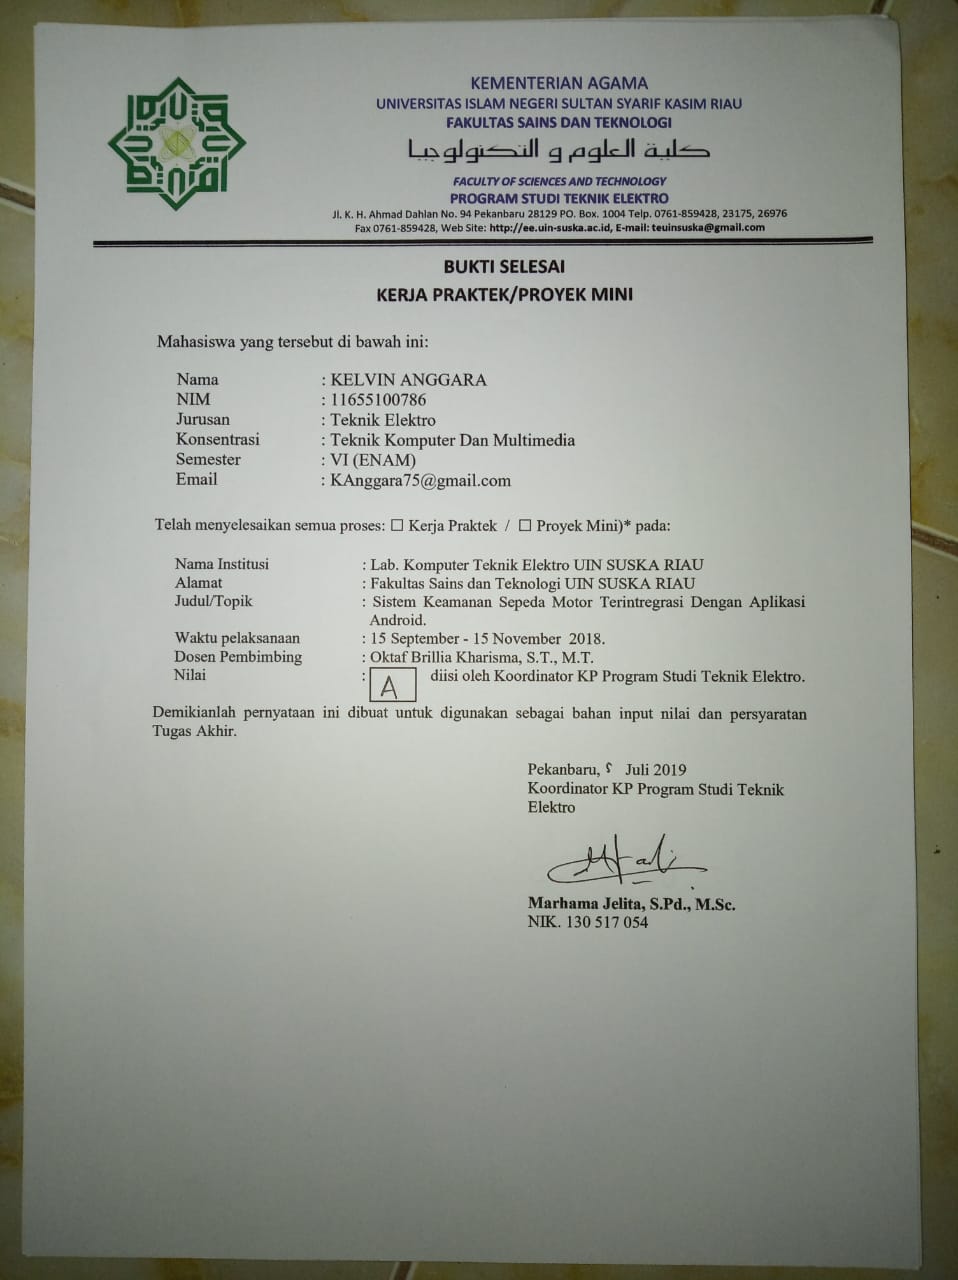 KEMENTERIAN AGAMA
UNIVERSITAS ISLAM NEGERI SULTAN SYARIF KASIM RIAU
FAKULTAS SAINS DAN TEKNOLOGI
كلية العلوم و التكنولوجيا
FACULTY OF SCIENCES AND TECHNOLOGY
PROGRAM STUDI TEKNIK ELEKTRO
Jl. K. H. Ahmad Dahlan No. 94 Pekanbaru 28129 PO. Box. 1004 Telp. 0761-859428, 23175, 26976
Fax 0761-859428, Web Site: http://ee.uin-suska.ac.id, E-mail: teuinsuska@gmail.com
BUKTI SELESAI
KERJA PRAKTEK/PROYEK MINI
Mahasiswa yang tersebut di bawah ini:
Nama : KELVIN ANGGARA
NIM : 11655100786
Jurusan : Teknik Elektro
Konsentrasi : Teknik Komputer Dan Multimedia
Semester : VI (ENAM)
Email : KAnggara75@gmail.com
Telah menyelesaikan semua proses: ☐ Kerja Praktek / ☐ Proyek Mini)* pada:
Nama Institusi : Lab. Komputer Teknik Elektro UIN SUSKA RIAU
Alamat : Fakultas Sains dan Teknologi UIN SUSKA RIAU
Judul/Topik : Sistem Keamanan Sepeda Motor Terintregrasi Dengan Aplikasi
Android.
Waktu pelaksanaan : 15 September - 15 November 2018.
Dosen Pembimbing : Oktaf Brillia Kharisma, S.T., M.T.
Nilai : A diisi oleh Koordinator KP Program Studi Teknik Elektro.
Demikianlah pernyataan ini dibuat untuk digunakan sebagai bahan input nilai dan persyaratan
Tugas Akhir.
Pekanbaru, Juli 2019
Koordinator KP Program Studi Teknik
Elektro
Marhama Jelita, S.Pd., M.Sc.
NIK. 130 517 054